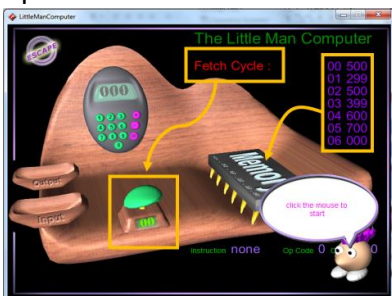 LittleManComputer
ESCAPE
The Little Man Computer
Fetch Cycle :
000
00 500
01 299
02 500
03 399
04 600
05 700
06 000
Output
Input
Memory
00
click the mouse to
start
Instruction none
Op Code 0